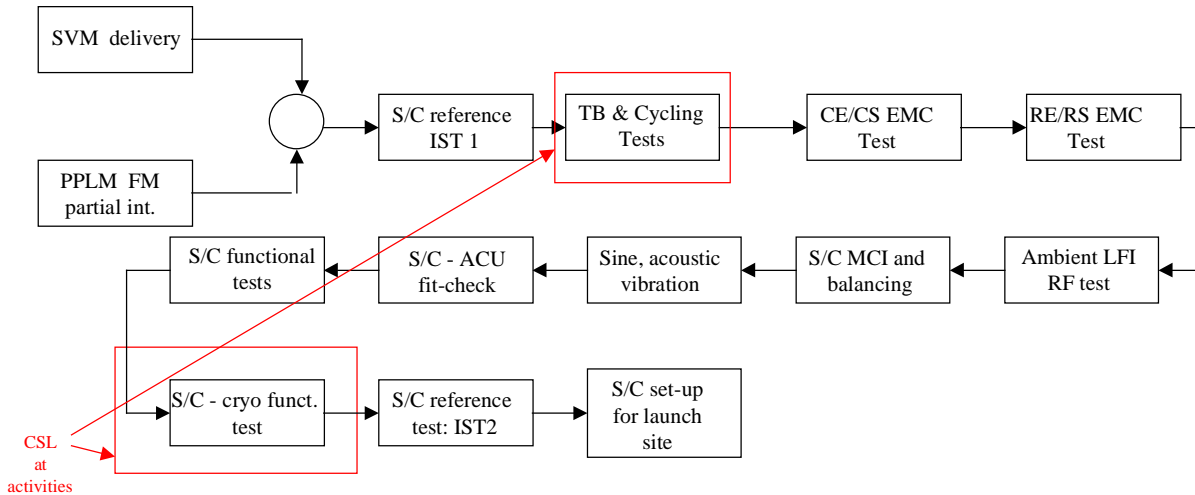 SVM delivery
PPLM FM
partial int.
S/C reference
IST 1
TB & Cycling
Tests
CE/CS EMC
Test
RE/RS EMC
Test
S/C functional
tests
S/C - ACU
fit-check
Sine, acoustic
vibration
S/C MCI and
balancing
Ambient LFI
RF test
S/C - cryo funct.
test
S/C reference
test: IST2
S/C set-up
for launch
site
CSL
at
activities